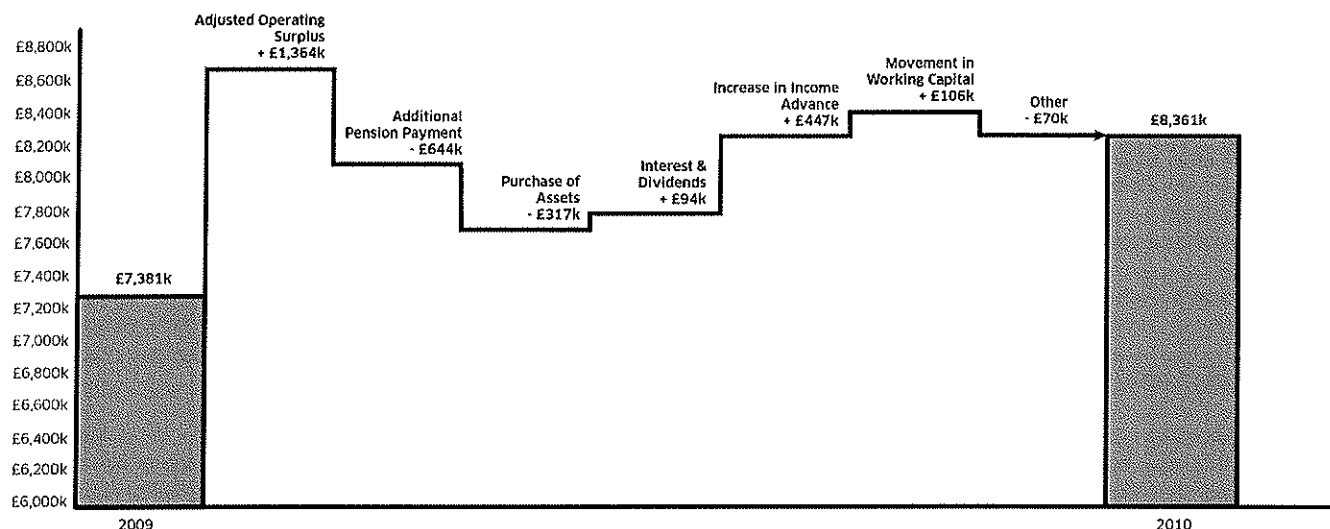 £8,800k
£8,600k
£8,400k
£8,200k
£8,000k
£7,800k
£7,600k
£7,400k
£7,200k
£7,000k
£6,800k
£6,600k
£6,400k
£6,200k
£6,000k
£7,381k
Adjusted Operating
Surplus
+ £1,364k
Additional
Pension Payment
- £644k
Purchase of
Assets
- £317k
Interest &
Dividends
+ £94k
Increase in Income
Advance
+ £447k
Movement in
Working Capital
+ £106k
Other
- £70k
£8,361k
2009
2010